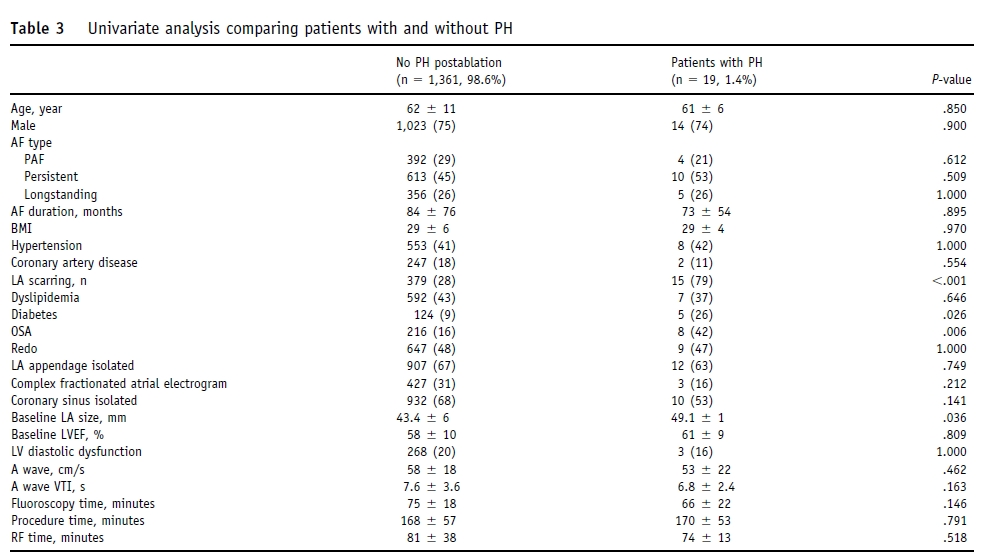 Table 3 Univariate analysis comparing patients with and without PH
No PH postablation Patients with PH
(n = 1,361, 98.6%) (n = 19, 1.4%) P-value
Age, year 62 ± 11 61 ± 6 .850
Male 1,023 (75) 14 (74) .900
AF type
PAF 392 (29) 4 (21) .612
Persistent 613 (45) 10 (53) .509
Longstanding 356 (26) 5 (26) 1.000
AF duration, months 84 ± 76 73 ± 54 .895
BMI 29 ± 6 29 ± 4 .970
Hypertension 553 (41) 8 (42) 1.000
Coronary artery disease 247 (18) 2 (11) .554
LA scarring, n 379 (28) 15 (79) <.001
Dyslipidemia 592 (43) 7 (37) .646
Diabetes 124 (9) 5 (26) .026
OSA 216 (16) 8 (42) .006
Redo 647 (48) 9 (47) 1.000
LA appendage isolated 907 (67) 12 (63) .749
Complex fractionated atrial electrogram 427 (31) 3 (16) .212
Coronary sinus isolated 932 (68) 10 (53) .141
Baseline LA size, mm 43.4 ± 6 49.1 ± 1 .036
Baseline LVEF, % 58 ± 10 61 ± 9 .809
LV diastolic dysfunction 268 (20) 3 (16) 1.000
A wave, cm/s 58 ± 18 53 ± 22 .462
A wave VTI, s 7.6 ± 3.6 6.8 ± 2.4 .163
Fluoroscopy time, minutes 75 ± 18 66 ± 22 .146
Procedure time, minutes 168 ± 57 170 ± 53 .791
RF time, minutes 81 ± 38 74 ± 13 .518